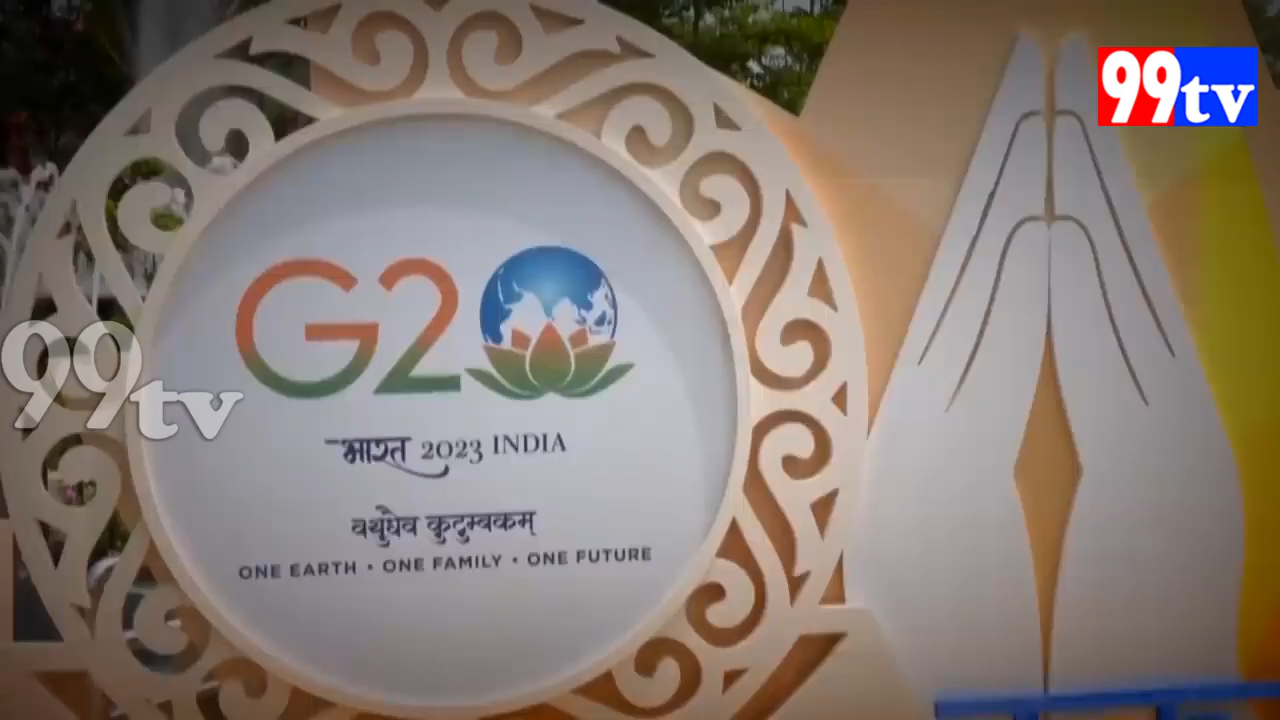 99tv
G20
भारत 2023 INDIA
वसुधैव कुटुम्बकम्
ONE EARTH • ONE FAMILY • ONE FUTURE
99tv